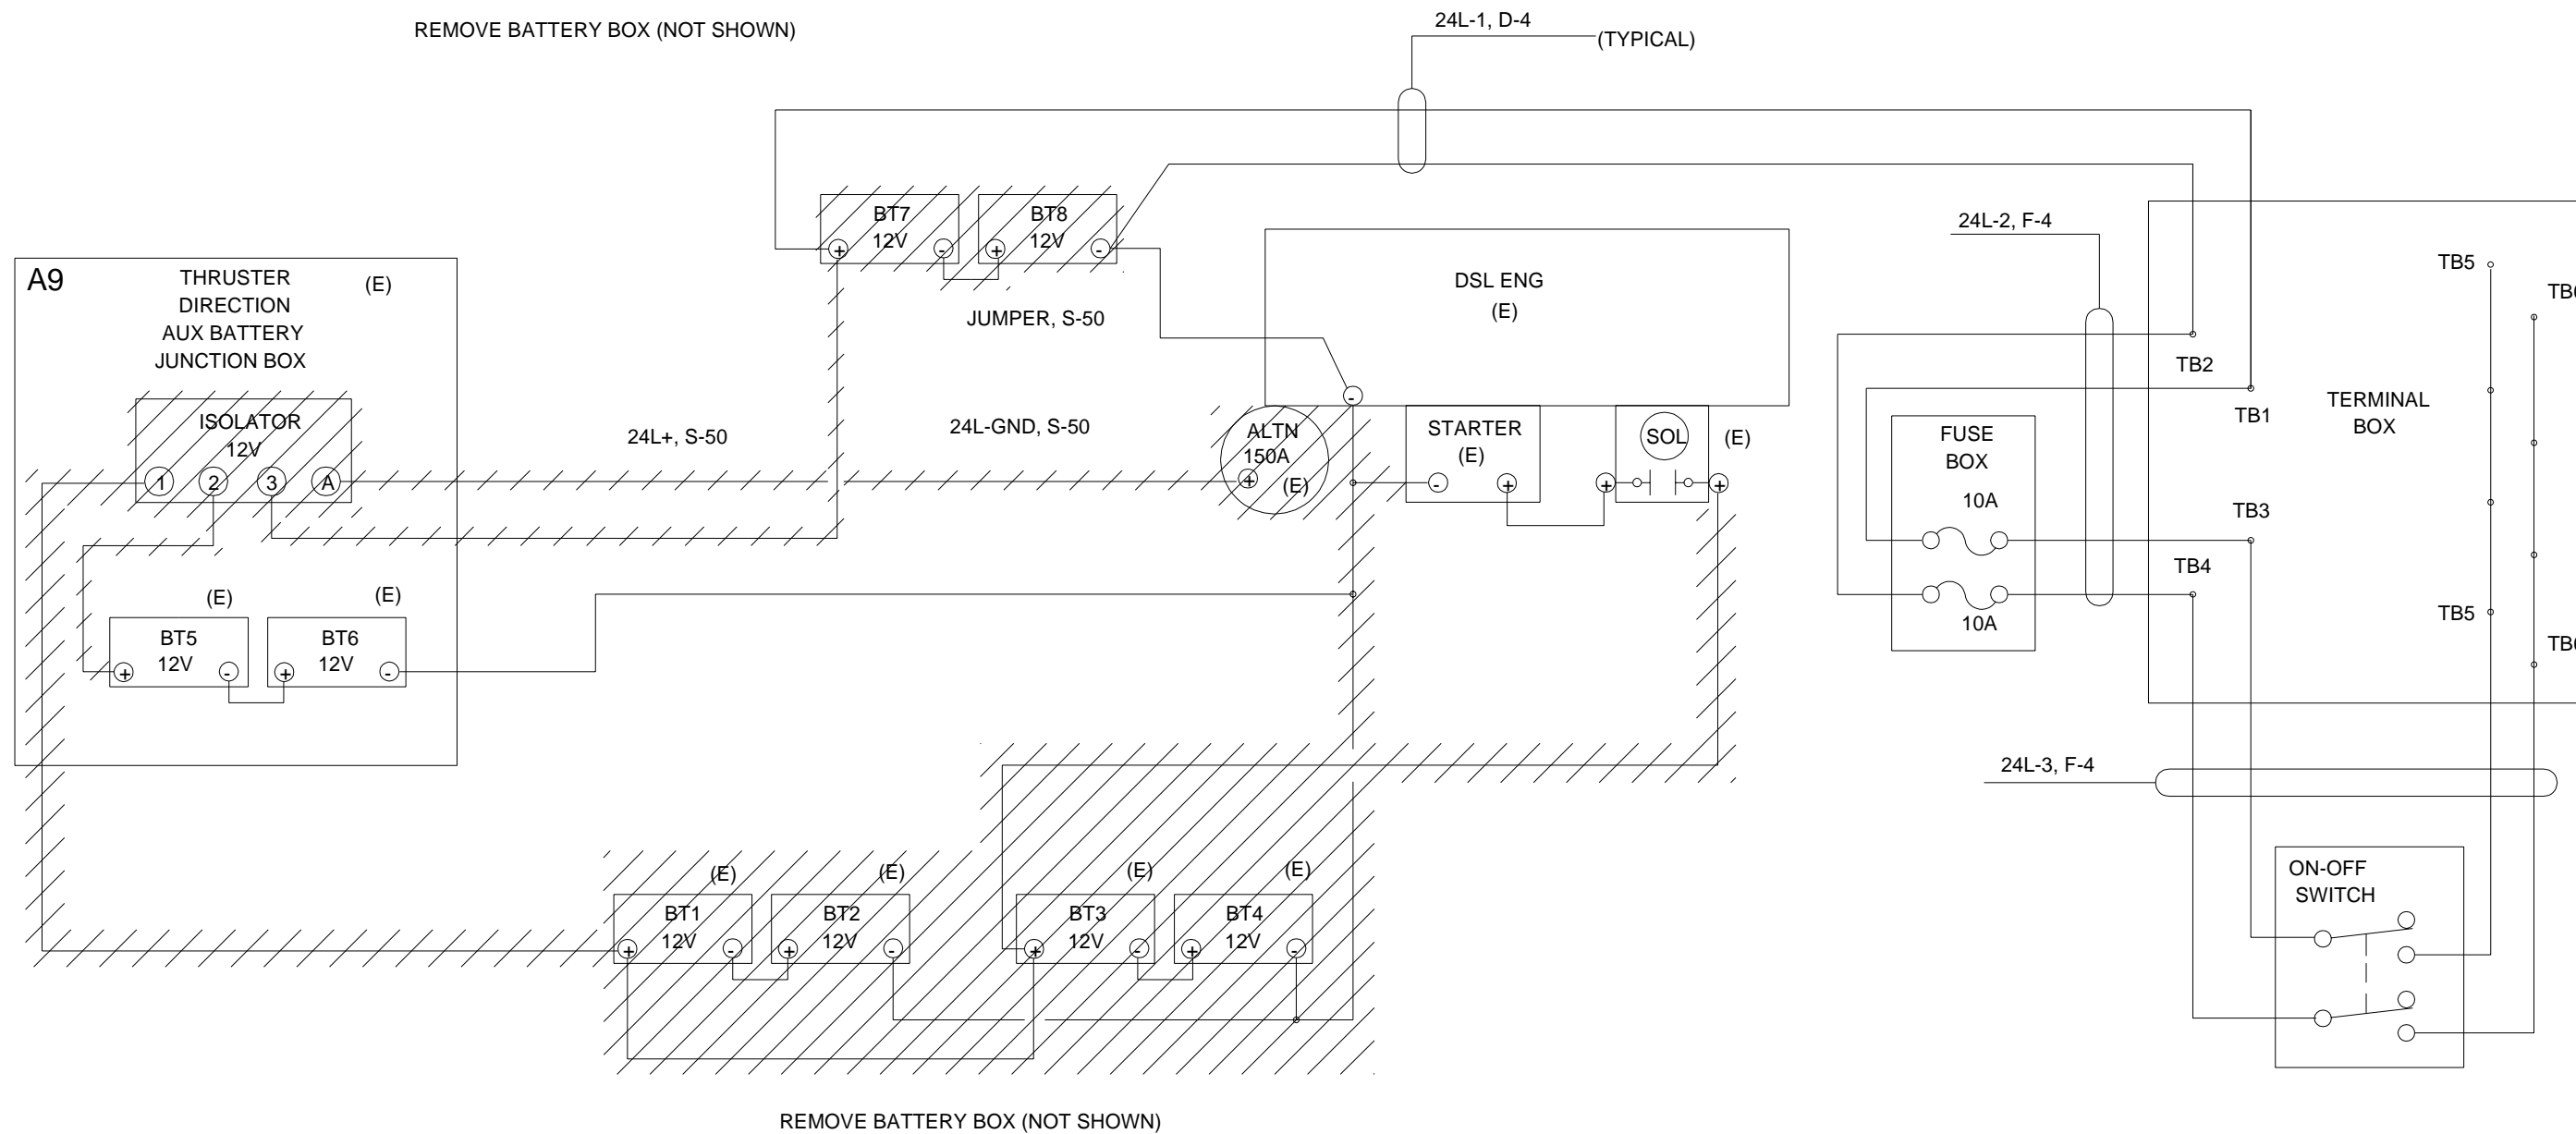 REMOVE BATTERY BOX (NOT SHOWN)
24L-1, D-4
(TYPICAL)
BT7
12V
+
-
BT8
12V
+
-
JUMPER, S-50
A9
THRUSTER
DIRECTION
AUX BATTERY
JUNCTION BOX
(E)
ISOLATOR
12V
1
2
3
A
24L+, S-50
24L-GND, S-50
DSL ENG
(E)
-
ALTN
150A
+
(E)
STARTER
(E)
-
+
SOL
(E)
+
+
24L-2, F-4
FUSE
BOX
10A
10A
TB2
TB1
TB3
TB4
TERMINAL
BOX
TB5
TB5
(E)
BT5
12V
+
-
(E)
BT6
12V
+
-
24L-3, F-4
ON-OFF
SWITCH
(E)
BT1
12V
+
-
(E)
BT2
12V
+
-
(E)
BT3
12V
+
-
(E)
BT4
12V
+
-
REMOVE BATTERY BOX (NOT SHOWN)